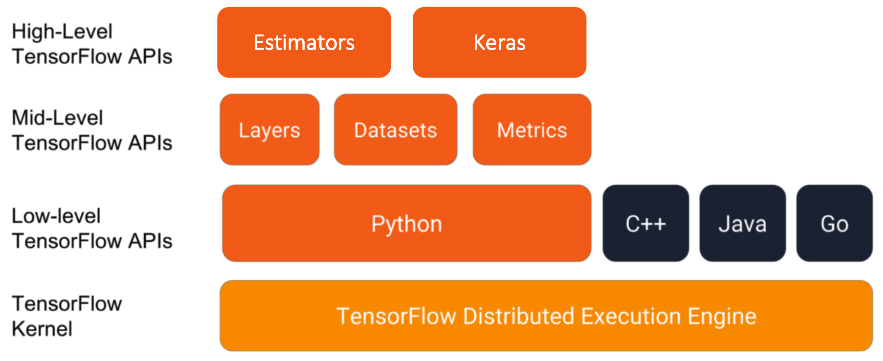 High-Level
TensorFlow APIs
Estimators
Keras
Mid-Level
TensorFlow APIs
Layers
Datasets
Metrics
Low-level
TensorFlow APIs
Python
C++
Java
Go
TensorFlow
Kernel
TensorFlow Distributed Execution Engine